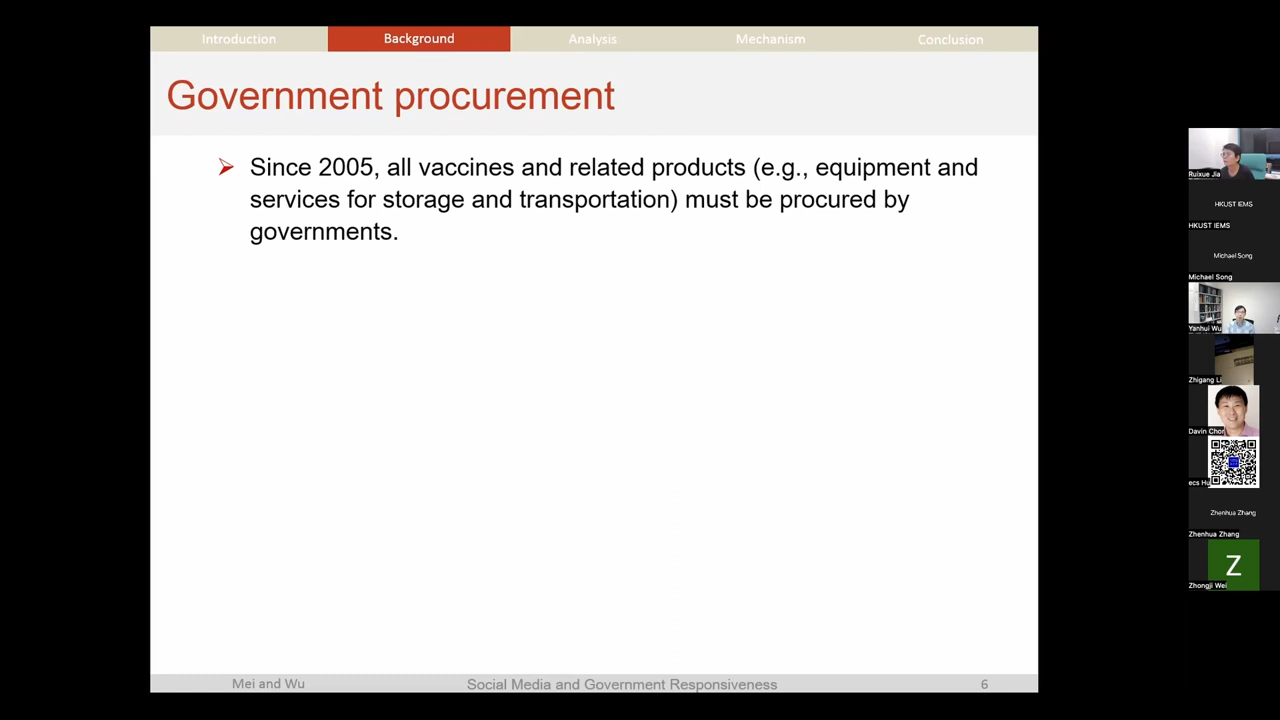 Introduction
Background
Analysis
Mechanism
Conclusion
Government procurement
Since 2005, all vaccines and related products (e.g., equipment and
services for storage and transportation) must be procured by
governments.
Mei and Wu
Social Media and Government Responsiveness
6
Ruixue Jia
HKUST IEMS
HKUST IEMS
Michael Song
Michael Song
Yanhui Wu
Zhigang Li
Davin Chor
ecs
Zhenhua Zhang
Zhenhua Zhang
Z
Zhongji Wei